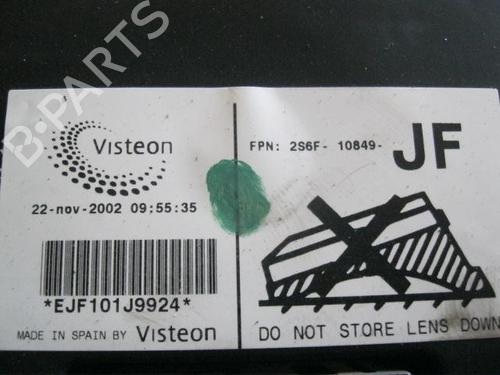 B-PARTS
Visteon
22-nov-2002 09:55:35
*EJF101J9924*
MADE IN SPAIN BY Visteon
FPN: 2S6F- 10849- JF
DO NOT STORE LENS DOWN